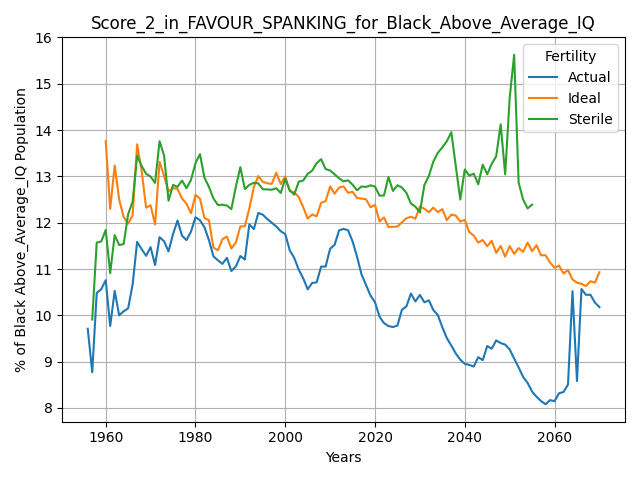 Score_2_in_FAVOUR_SPANKING_for_Black_Above_Average_IQ
% of Black Above_Average_IQ Population
16
15
14
13
12
11
10
9
8
Fertility
Actual
Ideal
Sterile
1960
1980
2000
2020
2040
2060
Years